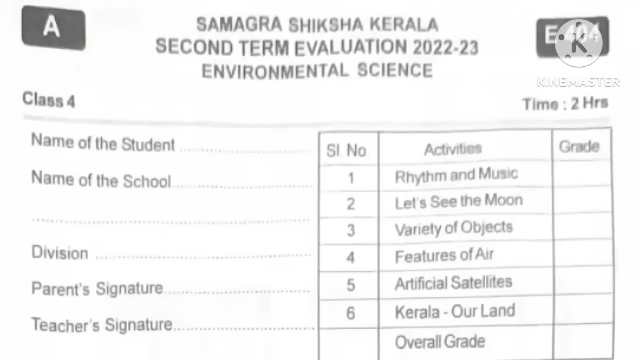 A
SAMAGRA SHIKSHA KERALA
SECOND TERM EVALUATION 2022-23
ENVIRONMENTAL SCIENCE
K
KINEMASTER
Class 4
Time : 2 Hrs
Name of the Student
Name of the School
Division
Parent's Signature
Teacher's Signature
Sl No Activities Grade
1 Rhythm and Music
2 Let's See the Moon
3 Variety of Objects
4 Features of Air
5 Artificial Satellites
6 Kerala - Our Land
Overall Grade